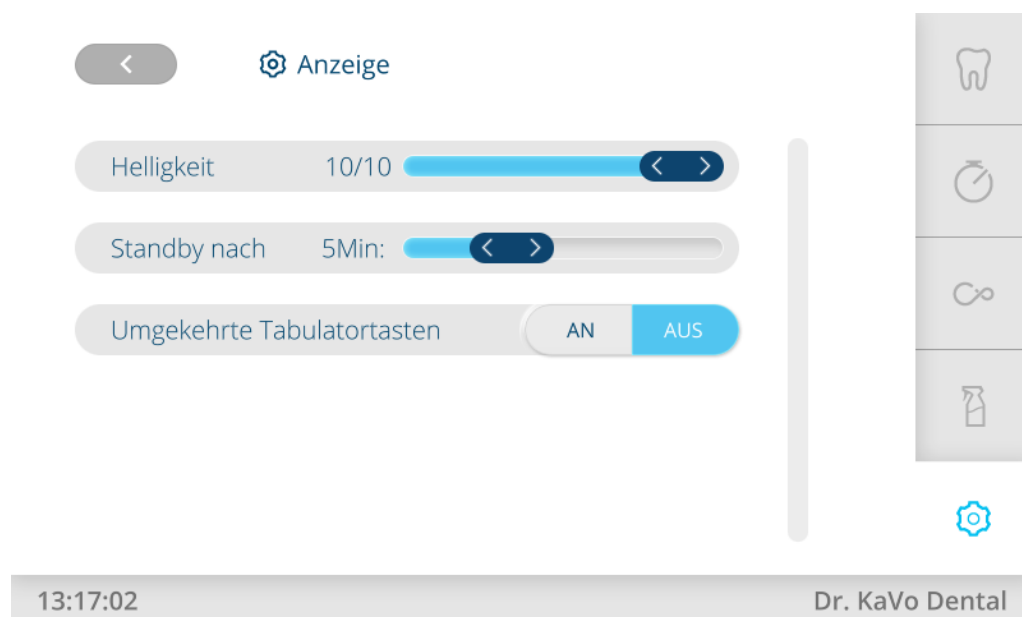 Anzeige
Helligkeit 10/10
Standby nach 5Min:
Umgekehrte Tabulatortasten AN AUS
13:17:02 Dr. KaVo Dental